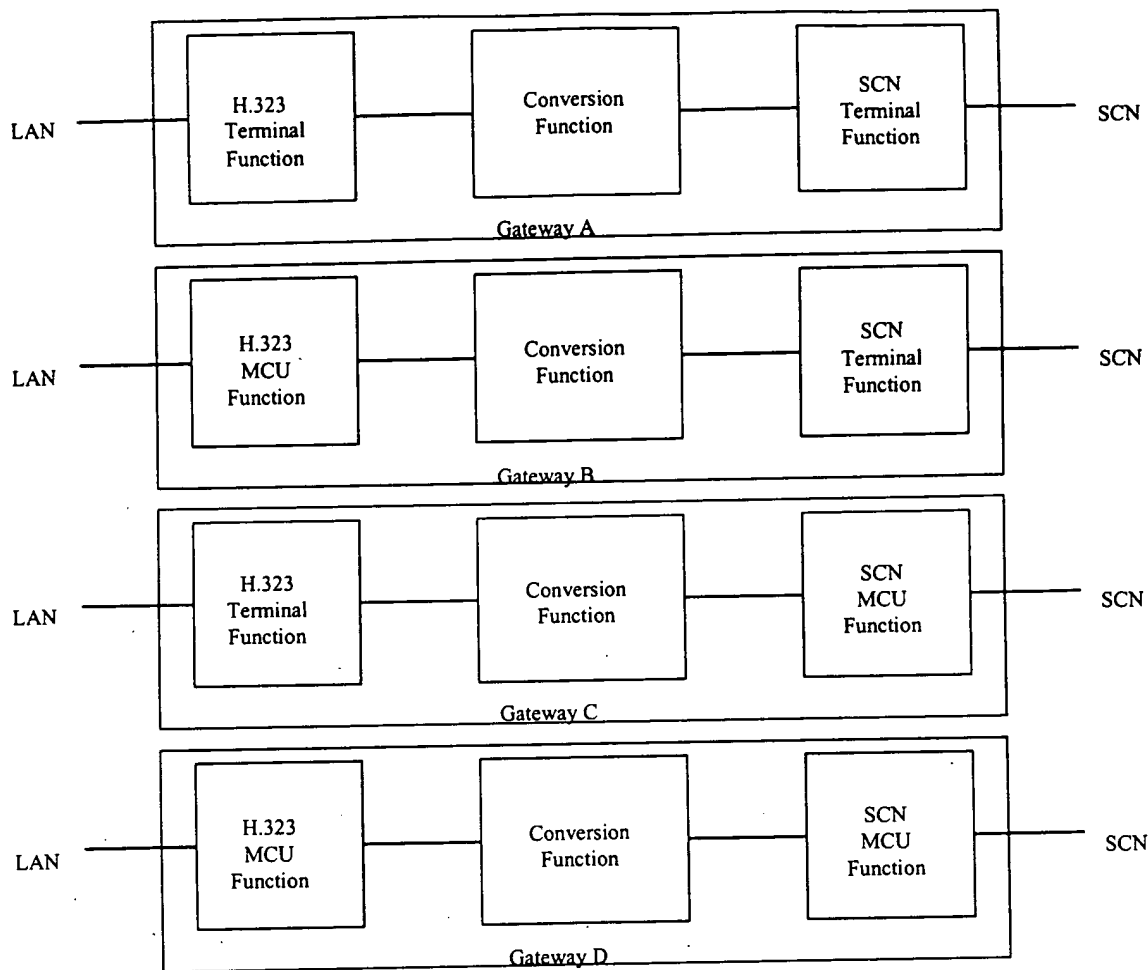 LAN
H.323
Terminal
Function
Conversion
Function
SCN
Terminal
Function
SCN
Gateway A
LAN
H.323
MCU
Function
Conversion
Function
SCN
Terminal
Function
SCN
Gateway B
LAN
H.323
Terminal
Function
Conversion
Function
SCN
MCU
Function
SCN
Gateway C
LAN
H.323
MCU
Function
Conversion
Function
SCN
MCU
Function
SCN
Gateway D